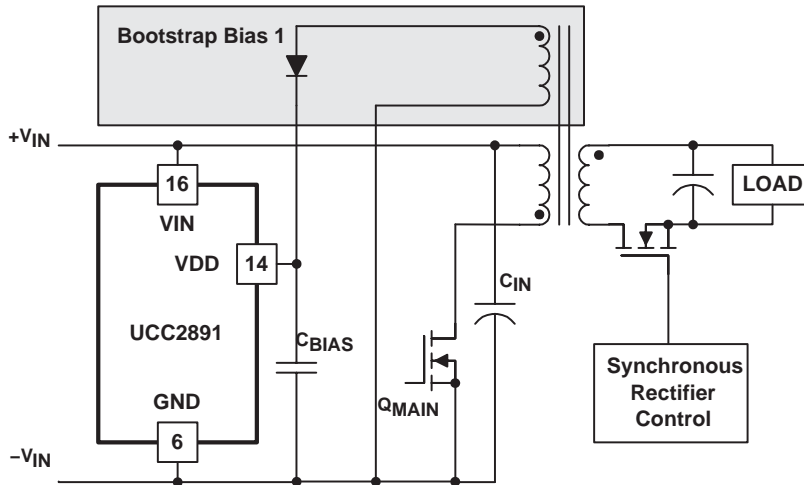 Bootstrap Bias 1
+VIN
16
VIN
LOAD
VDD
14
CIN
UCC2891
CBIAS
Synchronous
Rectifier
Control
GND
QMAIN
6
−VIN